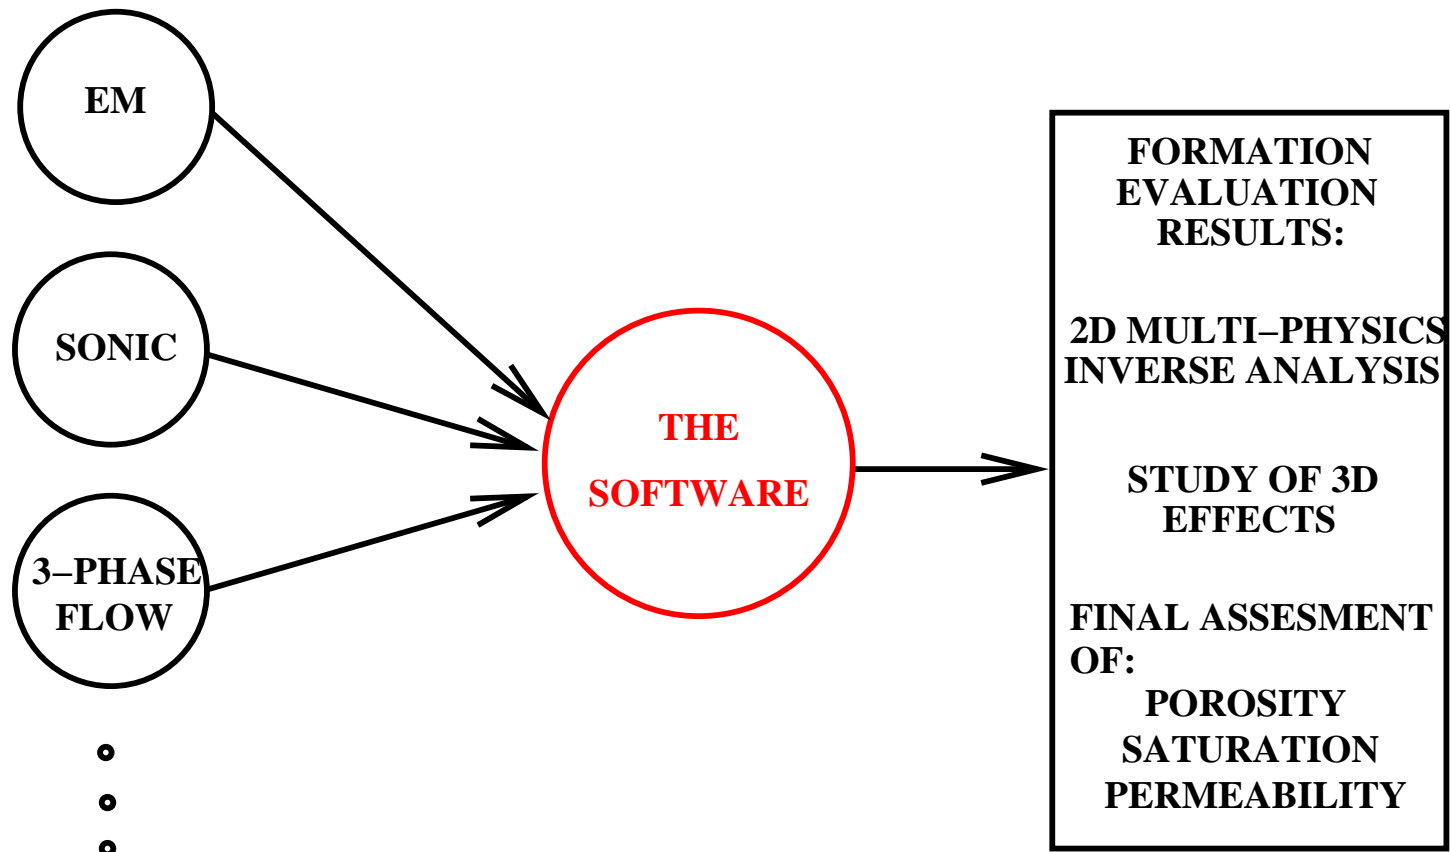 EM
SONIC
3−PHASE
FLOW
THE
SOFTWARE
FORMATION
EVALUATION
RESULTS:
2D MULTI−PHYSICS
INVERSE ANALYSIS
STUDY OF 3D
EFFECTS
FINAL ASSESMENT
OF:
POROSITY
SATURATION
PERMEABILITY